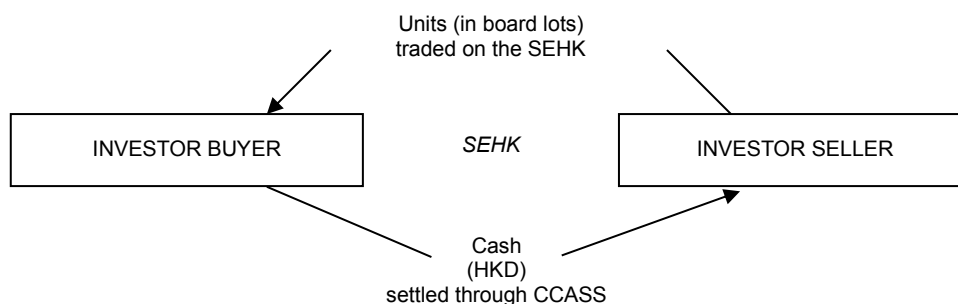 Units (in board lots)
traded on the SEHK
INVESTOR BUYER
SEHK
INVESTOR SELLER
Cash
(HKD)
settled through CCASS